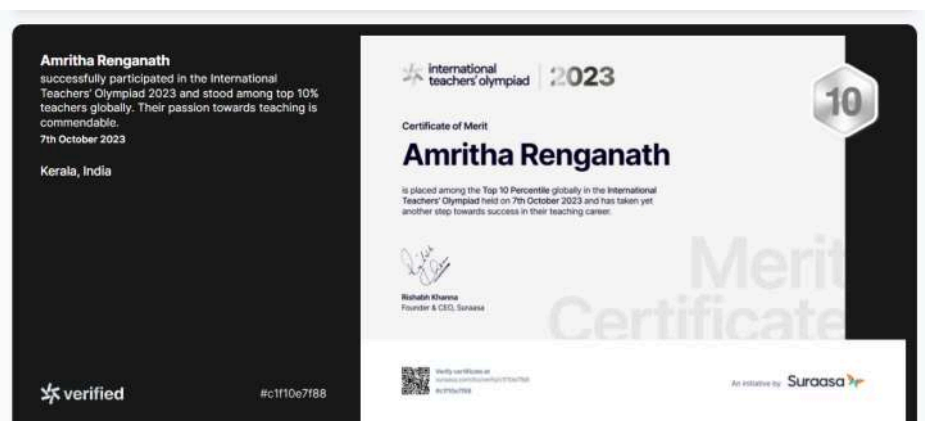 Amritha Renganath
successfully participated in the International
Teachers' Olympiad 2023 and stood among top 10%
teachers globally. Their passion towards teaching is
commendable.
7th October 2023
Kerala, India
verified
#c1f10e7f88
international
teachers' olympiad
2023
10
Certificate of Merit
Amritha Renganath
is placed among the Top 10 Percentile globally in the International
Teachers' Olympiad held on 7th October 2023 and has taken yet
another step towards success in their teaching career.
Rishabh Khanna
Founder & CEO, Suraasa
Merit
Certificate
Verify certificate at
#c1f10e7f88
An initiative by Suraasa